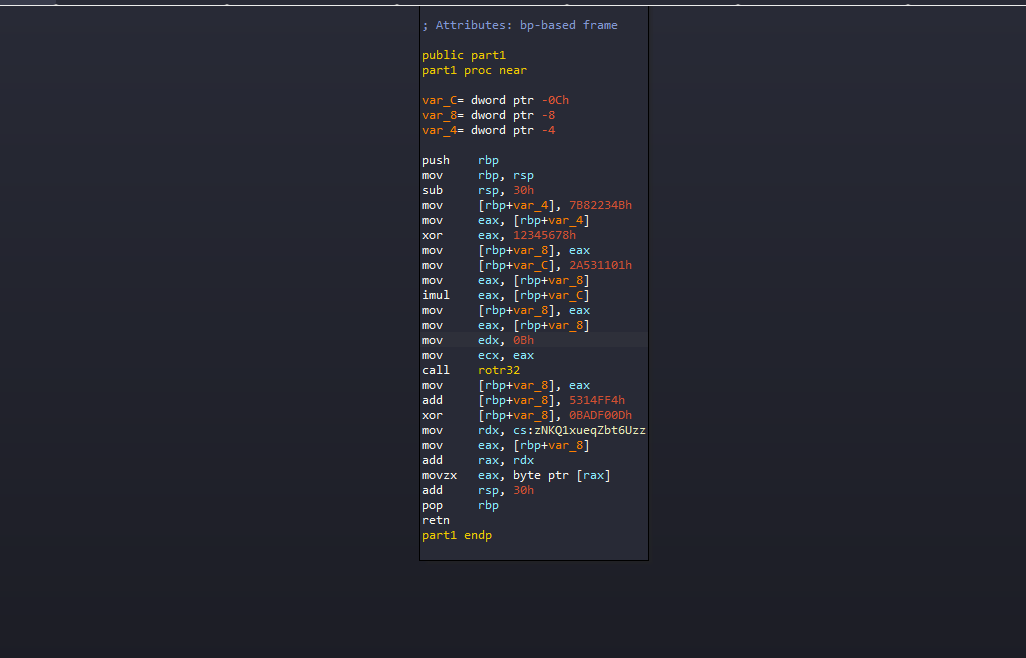 ; Attributes: bp-based frame
public part1
part1 proc near
var_C= dword ptr -0Ch
var_8= dword ptr -8
var_4= dword ptr -4
push rbp
mov rbp, rsp
sub rsp, 30h
mov [rbp+var_4], 7B82234Bh
mov eax, [rbp+var_4]
xor eax, 12345678h
mov [rbp+var_8], eax
mov [rbp+var_C], 2A531101h
mov eax, [rbp+var_8]
imul eax, [rbp+var_C]
mov [rbp+var_8], eax
mov eax, [rbp+var_8]
mov edx, 0Bh
mov ecx, eax
call rotr32
mov [rbp+var_8], eax
add [rbp+var_8], 5314FF4h
xor [rbp+var_8], 0BADF00Dh
mov rdx, cs:zNKQ1xueqZbt6Uzz
mov eax, [rbp+var_8]
add rax, rdx
movzx eax, byte ptr [rax]
add rsp, 30h
pop rbp
retn
part1 endp